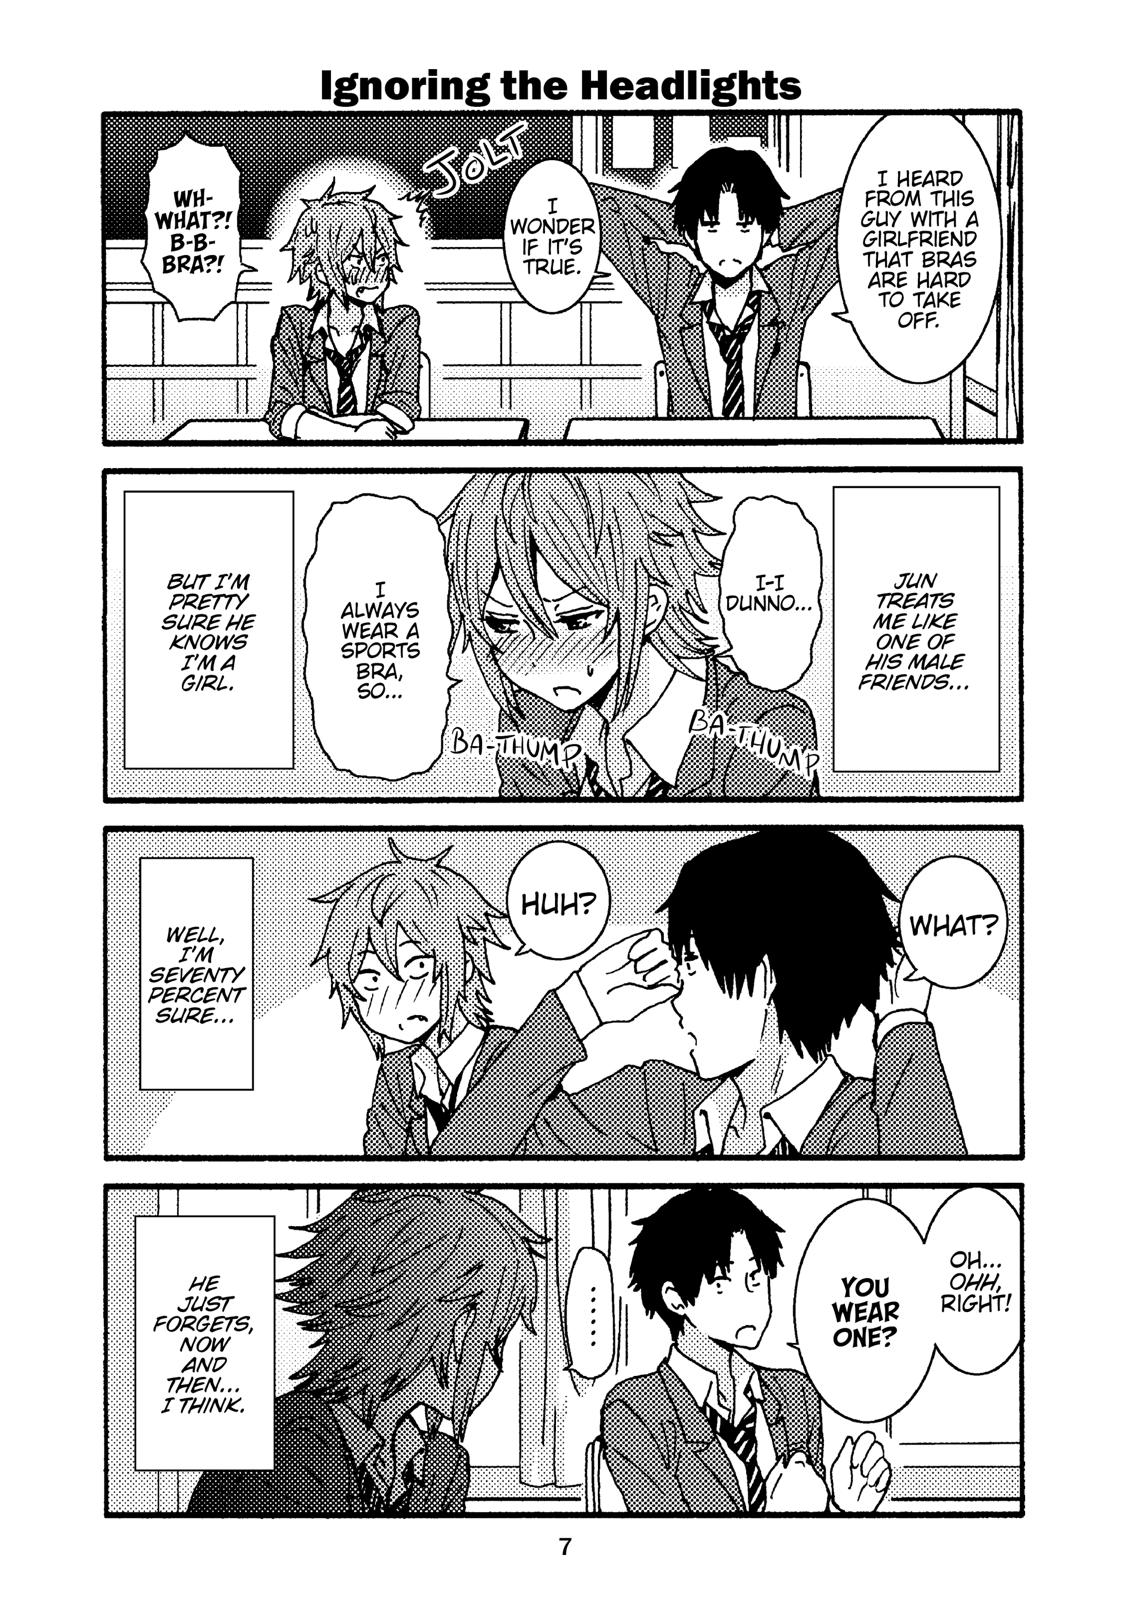 Ignoring the Headlights
I HEARD
FROM THIS
GUY WITH A
GIRLFRIEND
THAT BRAS
ARE HARD
TO TAKE
OFF.
I
WONDER
IF IT'S
TRUE.
JOLT
WH-
WHAT?!
B-B-
BRA?!
JUN
TREATS
ME LIKE
ONE OF
HIS MALE
FRIENDS...
I-I
DUNNO...
BA-THUMP
I
ALWAYS
WEAR A
SPORTS
BRA,
SO...
BA-THUMP
BUT I'M
PRETTY
SURE HE
KNOWS
I'M A
GIRL.
WHAT?
HUH?
WELL,
I'M
SEVENTY
PERCENT
SURE...
OH...
OHH,
RIGHT!
YOU
WEAR
ONE?
......
HE
JUST
FORGETS,
NOW
AND
THEN...
I THINK.
7